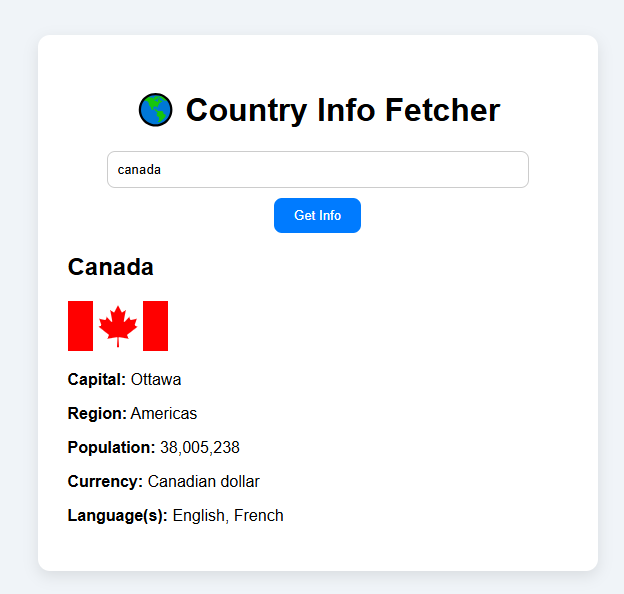 🌎 Country Info Fetcher
canada
Get Info
Canada
Capital: Ottawa
Region: Americas
Population: 38,005,238
Currency: Canadian dollar
Language(s): English, French